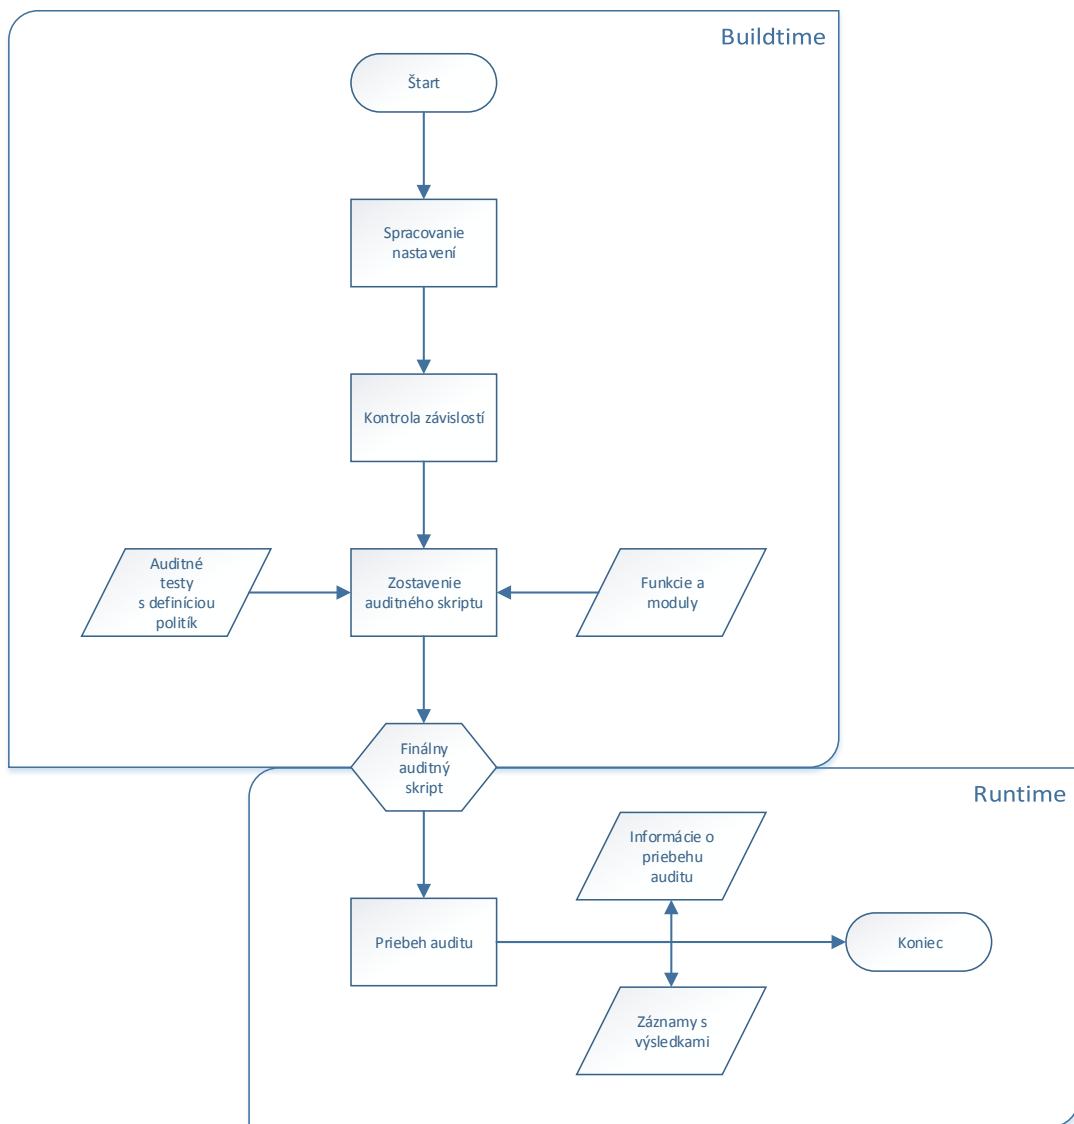 Buildtime
Štart
Spracovanie
nastavení
Kontrola závislostí
Auditné
testy
s definíciou
politík
Zostavenie
auditného skriptu
Funkcie a
moduly
Finálny
auditný
skript
Runtime
Informácie o
priebehu
auditu
Priebeh auditu
Koniec
Záznamy s
výsledkami